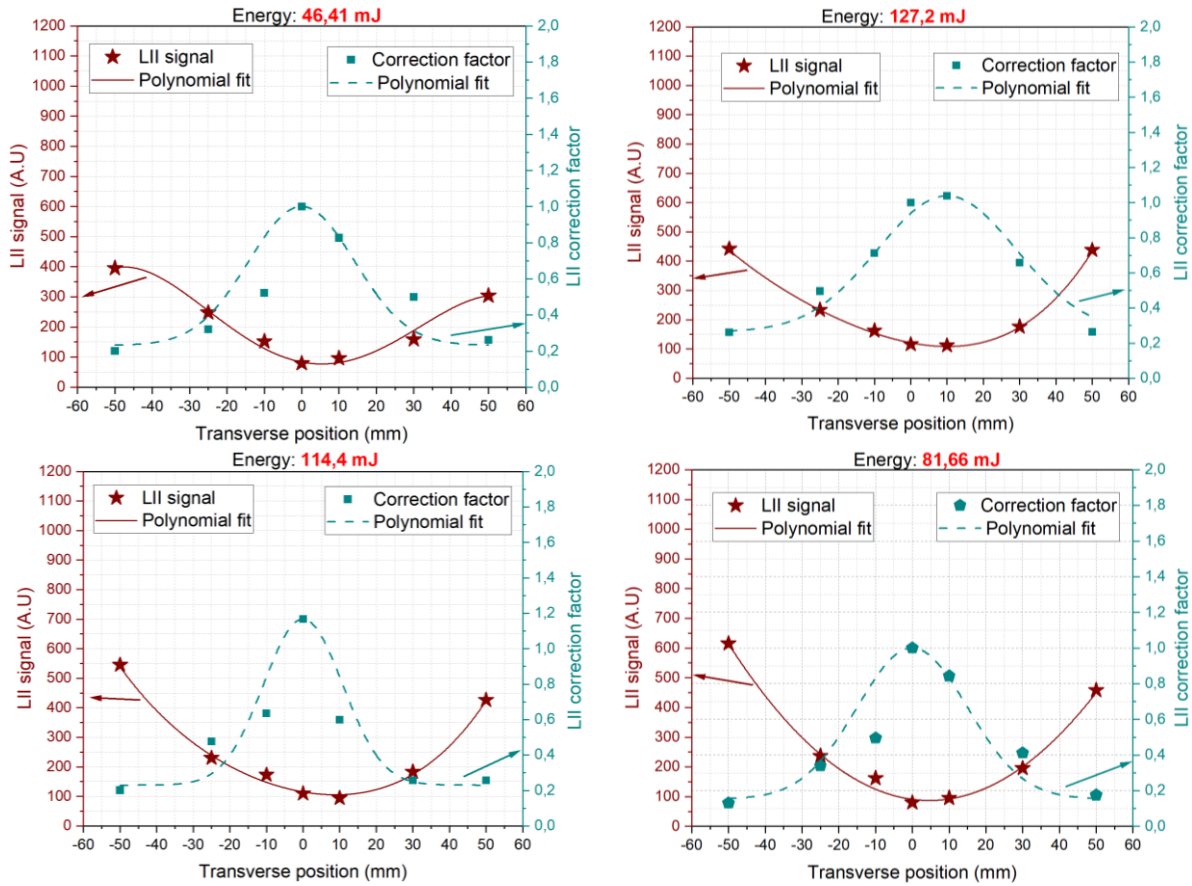 Energy: 46,41 mJ
LII signal
Polynomial fit
Correction factor
Polynomial fit
LII signal (A.U)
1200
1100
1000
900
800
700
600
500
400
300
200
100
0
2,0
1,8
1,6
1,4
1,2
1,0
0,8
0,6
0,4
0,2
0,0
LII correction factor
-60 -50 -40 -30 -20 -10 0 10 20 30 40 50 60
Transverse position (mm)
Energy: 127,2 mJ
LII signal
Polynomial fit
Correction factor
Polynomial fit
LII signal (A.U)
1200
1100
1000
900
800
700
600
500
400
300
200
100
0
2,0
1,8
1,6
1,4
1,2
1,0
0,8
0,6
0,4
0,2
0,0
LII correction factor
-60 -50 -40 -30 -20 -10 0 10 20 30 40 50 60
Transverse position (mm)
Energy: 114,4 mJ
LII signal
Polynomial fit
Correction factor
Polynomial fit
LII signal (A.U)
1200
1100
1000
900
800
700
600
500
400
300
200
100
0
2,0
1,8
1,6
1,4
1,2
1,0
0,8
0,6
0,4
0,2
0,0
LII correction factor
-60 -50 -40 -30 -20 -10 0 10 20 30 40 50 60
Transverse position (mm)
Energy: 81,66 mJ
LII signal
Polynomial fit
Correction factor
Polynomial fit
LII signal (A.U)
1200
1100
1000
900
800
700
600
500
400
300
200
100
0
2,0
1,8
1,6
1,4
1,2
1,0
0,8
0,6
0,4
0,2
0,0
LII correction factor
-60 -50 -40 -30 -20 -10 0 10 20 30 40 50 60
Transverse position (mm)